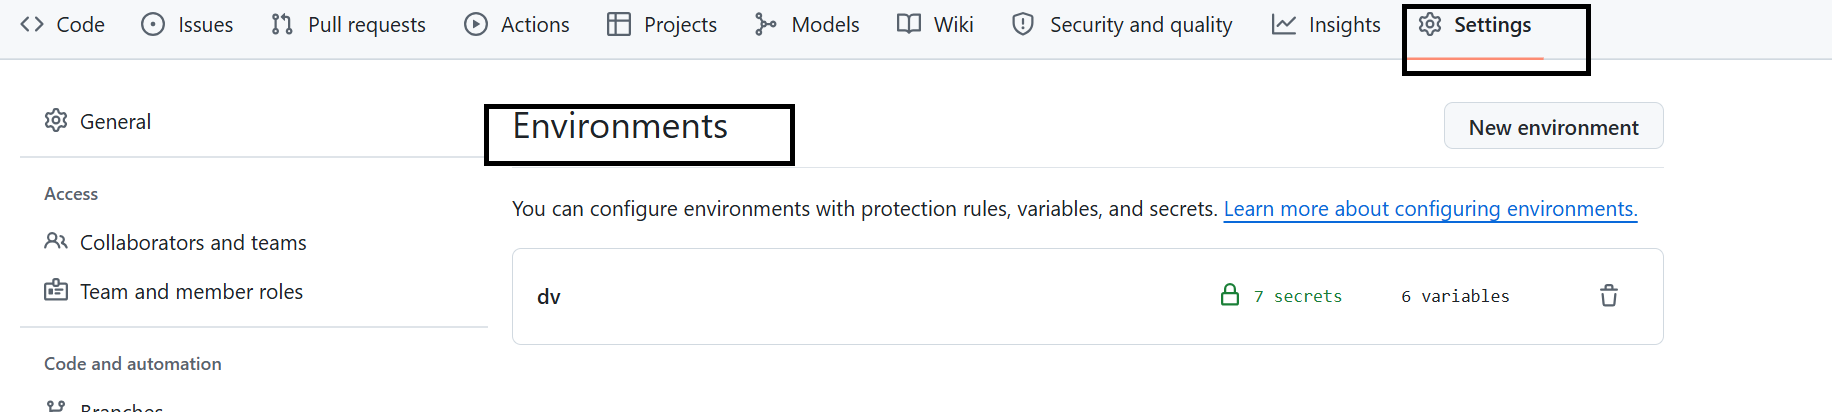 Code Issues Pull requests Actions Projects Models Wiki Security and quality Insights Settings
General
Access
Collaborators and teams
Team and member roles
Code and automation
Branches
Environments
New environment
You can configure environments with protection rules, variables, and secrets. Learn more about configuring environments.
dv 7 secrets 6 variables